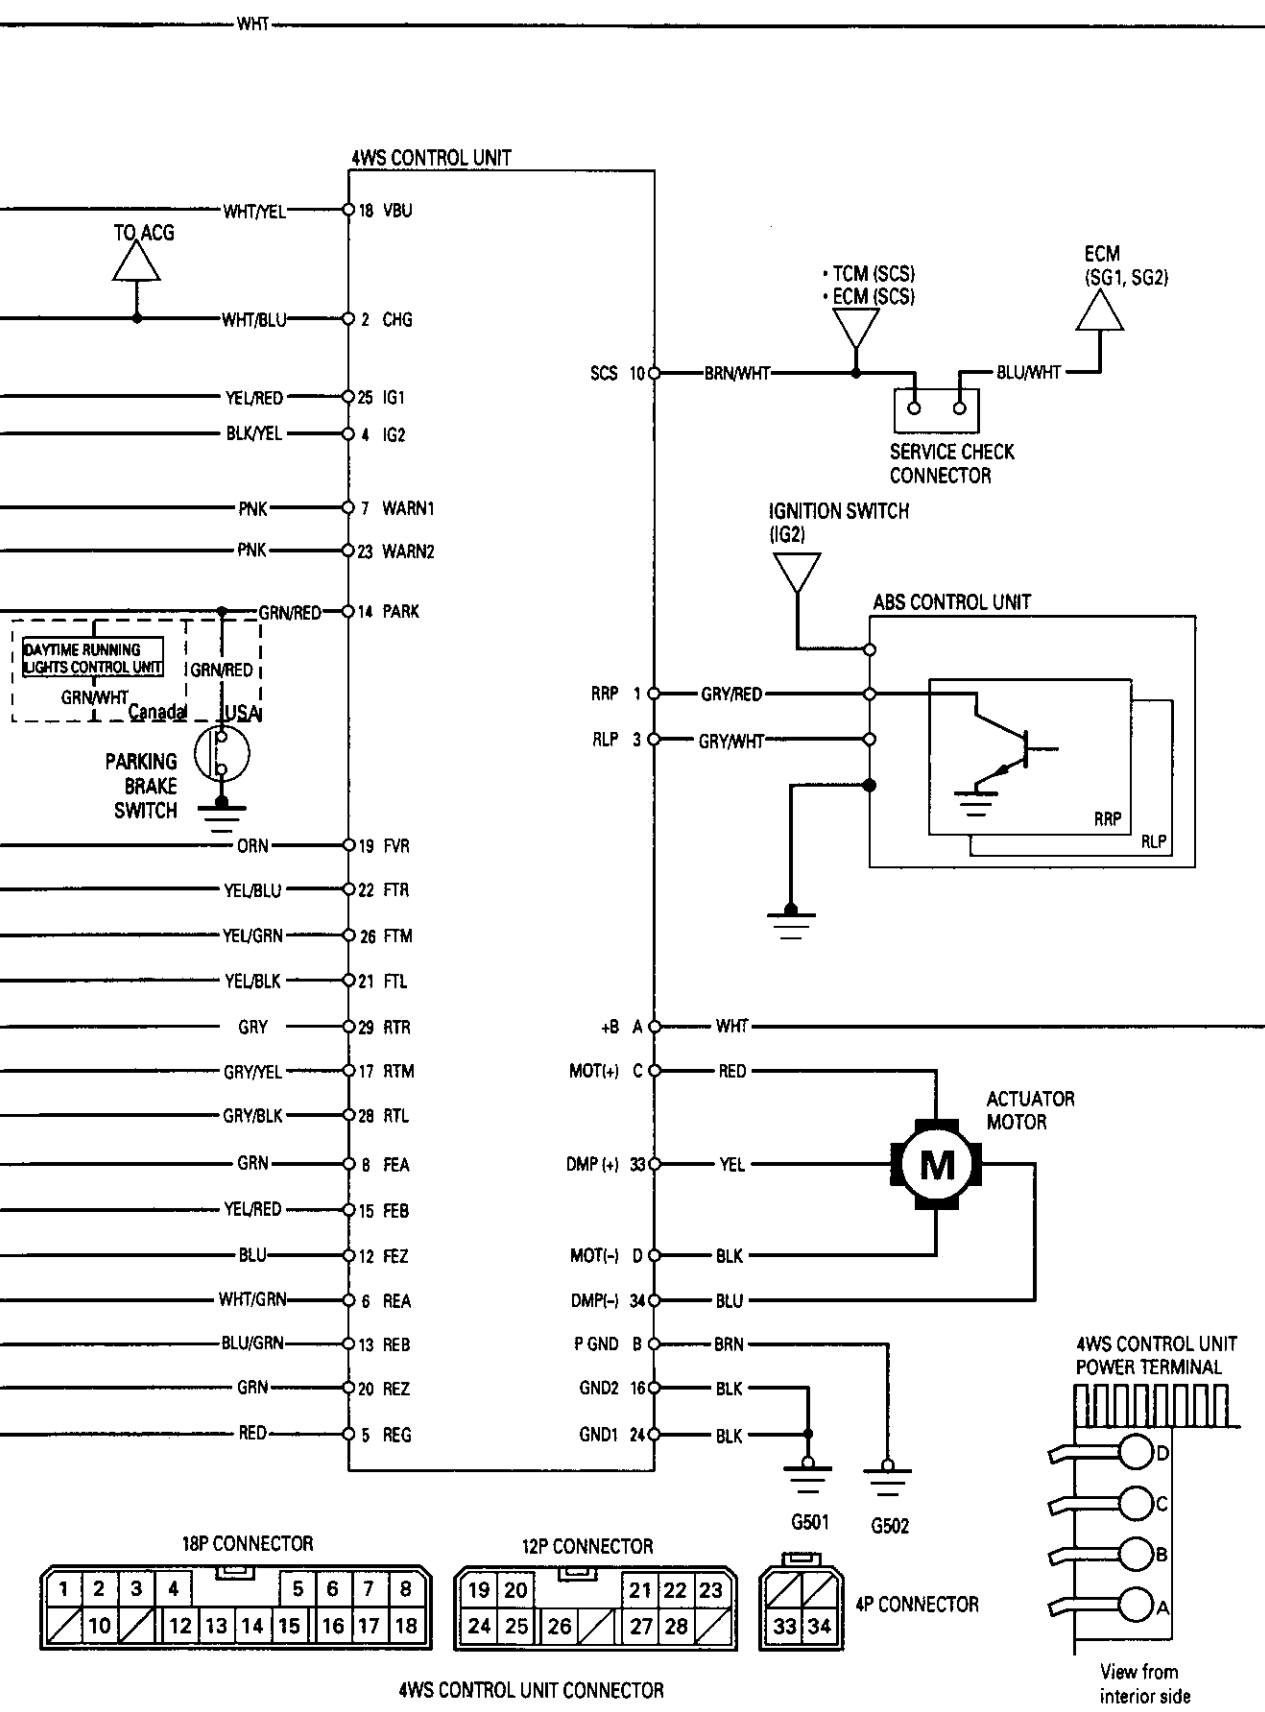 WHT
4WS CONTROL UNIT
WHT/YEL 18 VBU
TO ACG
WHT/BLU 2 CHG
YEL/RED 25 IG1
BLK/YEL 4 IG2
PNK 7 WARN1
PNK 23 WARN2
GRN/RED 14 PARK
DAYTIME RUNNING
LIGHTS CONTROL UNIT
GRN/WHT
Canada
GRN/RED
USA
PARKING
BRAKE
SWITCH
ORN 19 FVR
YEL/BLU 22 FTR
YEL/GRN 26 FTM
YEL/BLK 21 FTL
GRY 29 RTR
GRY/YEL 17 RTM
GRY/BLK 28 RTL
GRN 8 FEA
YEL/RED 15 FEB
BLU 12 FEZ
WHT/GRN 6 REA
BLU/GRN 13 REB
GRN 20 REZ
RED 5 REG
• TCM (SCS)
• ECM (SCS)
ECM
(SG1, SG2)
SCS 10 BRN/WHT
BLU/WHT
SERVICE CHECK
CONNECTOR
IGNITION SWITCH
(IG2)
ABS CONTROL UNIT
RRP 1 GRY/RED
RLP 3 GRY/WHT
RRP
RLP
+B A WHT
MOT(+) C RED
ACTUATOR
MOTOR
M
DMP (+) 33 YEL
MOT(-) D BLK
DMP(-) 34 BLU
P GND B BRN
GND2 16 BLK
GND1 24 BLK
G501
G502
4WS CONTROL UNIT
POWER TERMINAL
D
C
B
A
View from
interior side
18P CONNECTOR
1 2 3 4 5 6 7 8
10 12 13 14 15 16 17 18
12P CONNECTOR
19 20 21 22 23
24 25 26 27 28
4P CONNECTOR
33 34
4WS CONTROL UNIT CONNECTOR